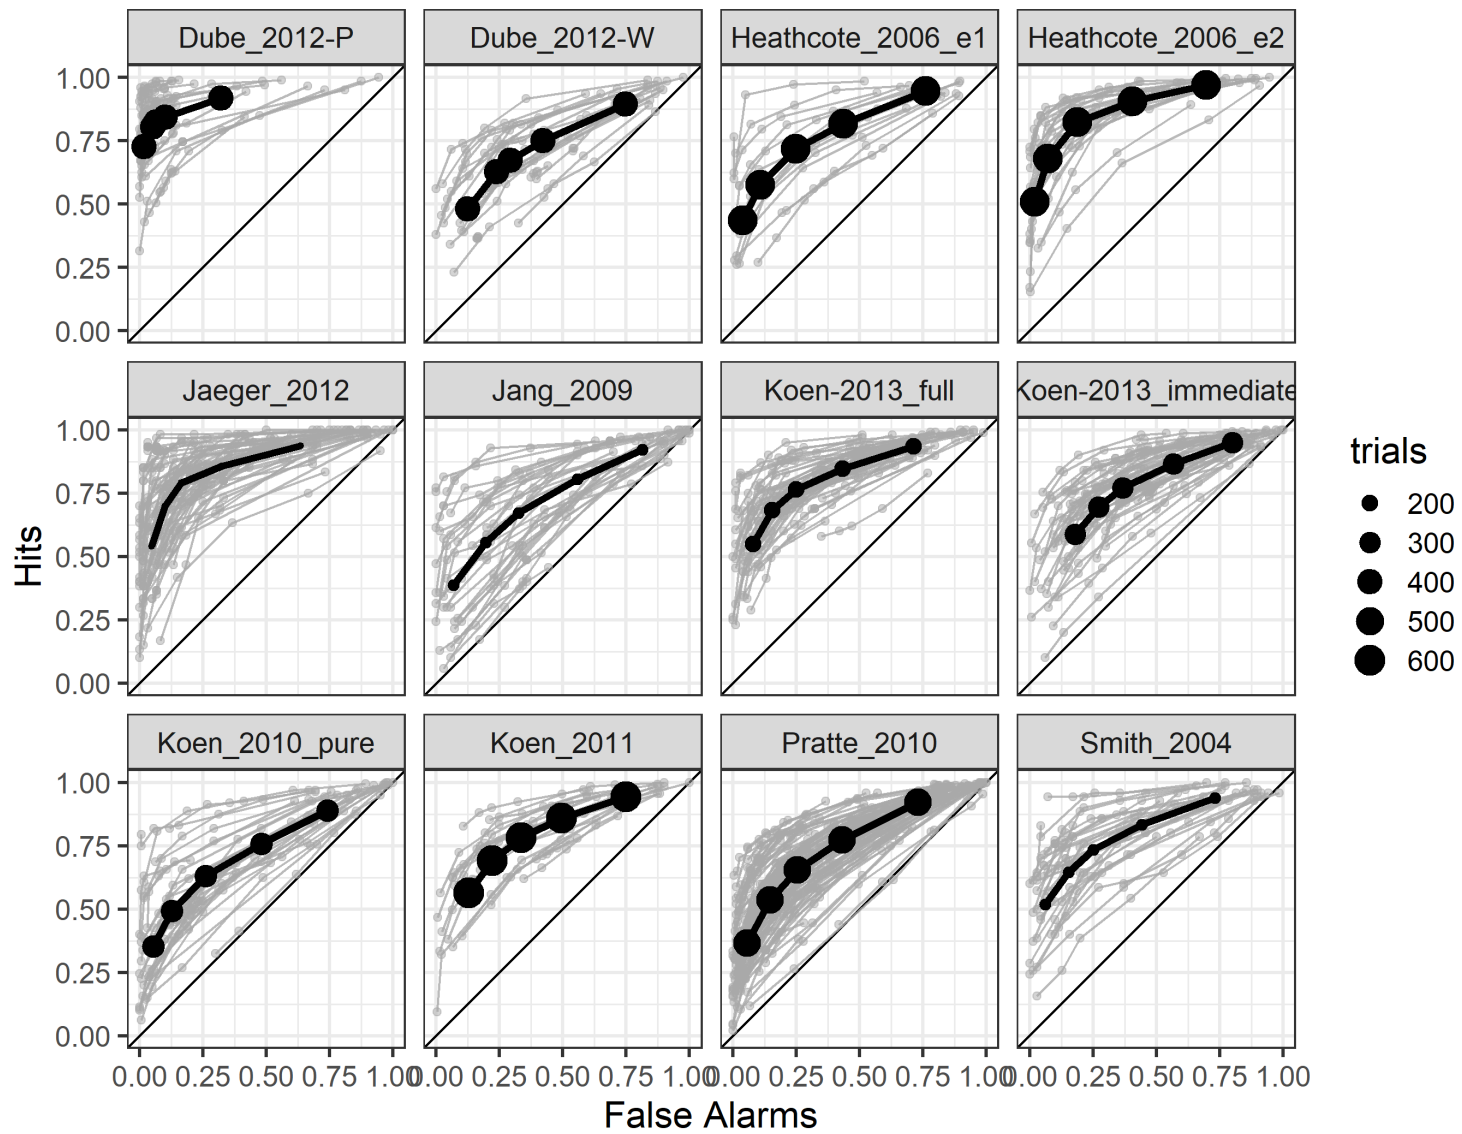 Dube_2012-P
Dube_2012-W
Heathcote_2006_e1
Heathcote_2006_e2
1.00
0.75
0.50
0.25
0.00
Jaeger_2012
Jang_2009
Koen-2013_full
Koen-2013_immediate
1.00
0.75
0.50
0.25
0.00
Koen_2010_pure
Koen_2011
Pratte_2010
Smith_2004
1.00
0.75
0.50
0.25
0.00
0.00 0.25 0.50 0.75 1.00
0.00 0.25 0.50 0.75 1.00
0.00 0.25 0.50 0.75 1.00
0.00 0.25 0.50 0.75 1.00
Hits
False Alarms
trials
200
300
400
500
600